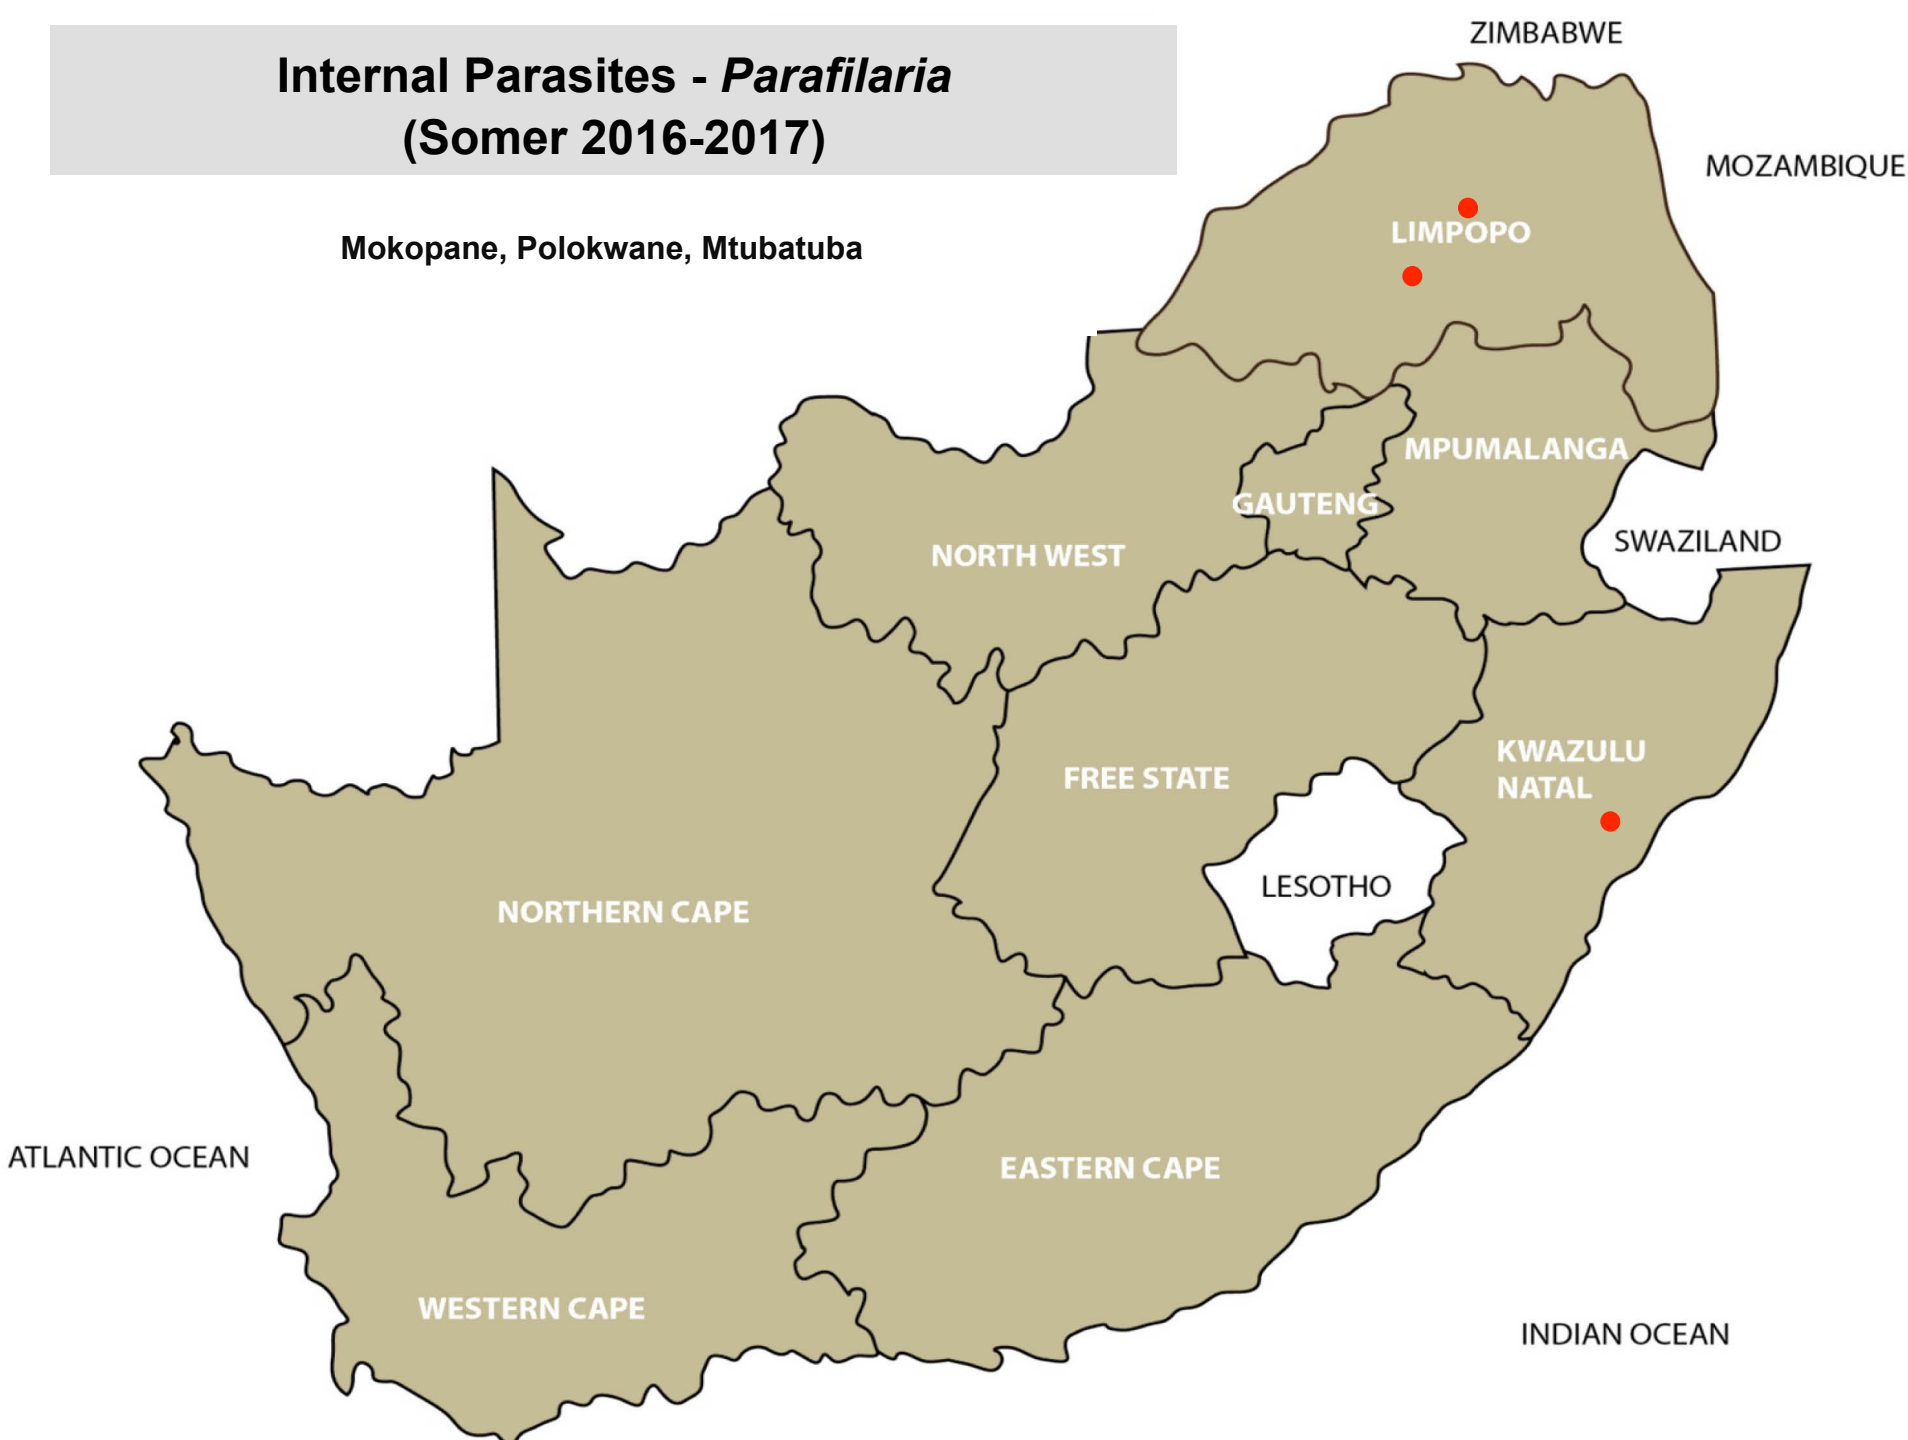 Internal Parasites - Parafilaria
(Somer 2016-2017)
ZIMBABWE
MOZAMBIQUE
Mokopane, Polokwane, Mtubatuba
LIMPOPO
MPUMALANGA
GAUTENG
SWAZILAND
NORTH WEST
KWAZULU
NATAL
FREE STATE
LESOTHO
NORTHERN CAPE
ATLANTIC OCEAN
EASTERN CAPE
WESTERN CAPE
INDIAN OCEAN